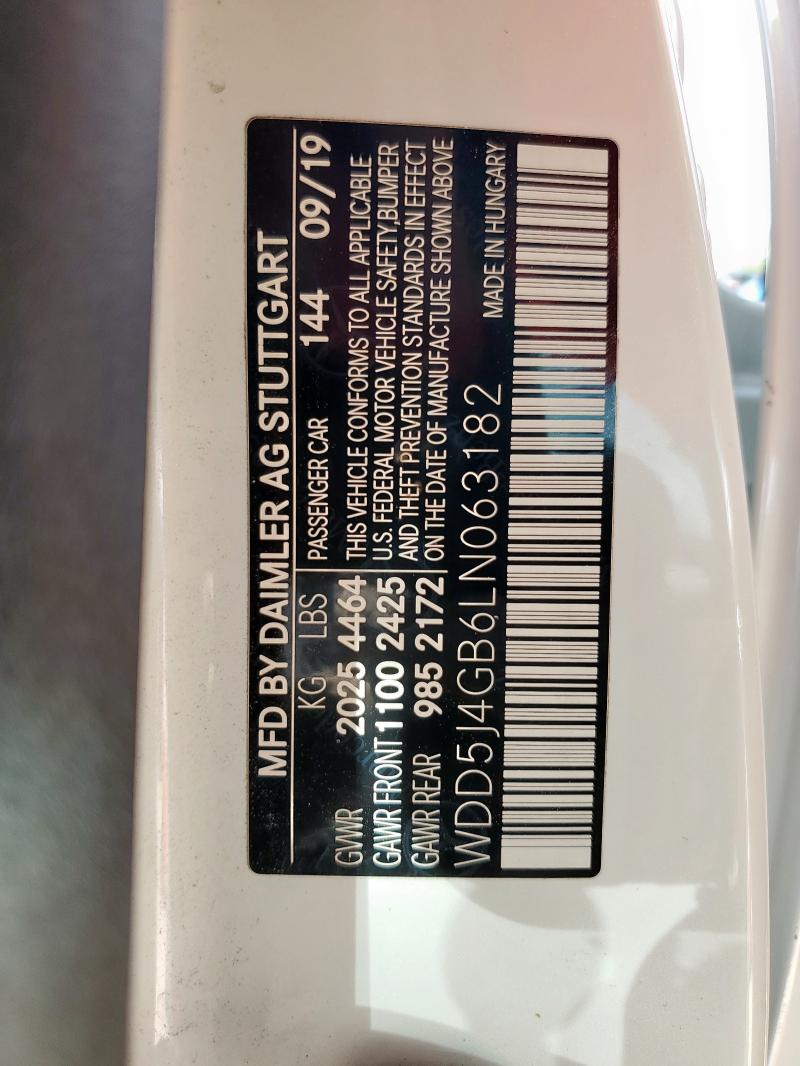 MFD BY DAIMLER AG STUTTGART
KG LBS PASSENGER CAR 144 09/19
GVWR 2025 4464 THIS VEHICLE CONFORMS TO ALL APPLICABLE
GAWR FRONT 1100 2425 U.S. FEDERAL MOTOR VEHICLE SAFETY, BUMPER
GAWR REAR 985 2172 AND THEFT PREVENTION STANDARDS IN EFFECT
ON THE DATE OF MANUFACTURE SHOWN ABOVE
WDD5J4GB6LN063182 MADE IN HUNGARY